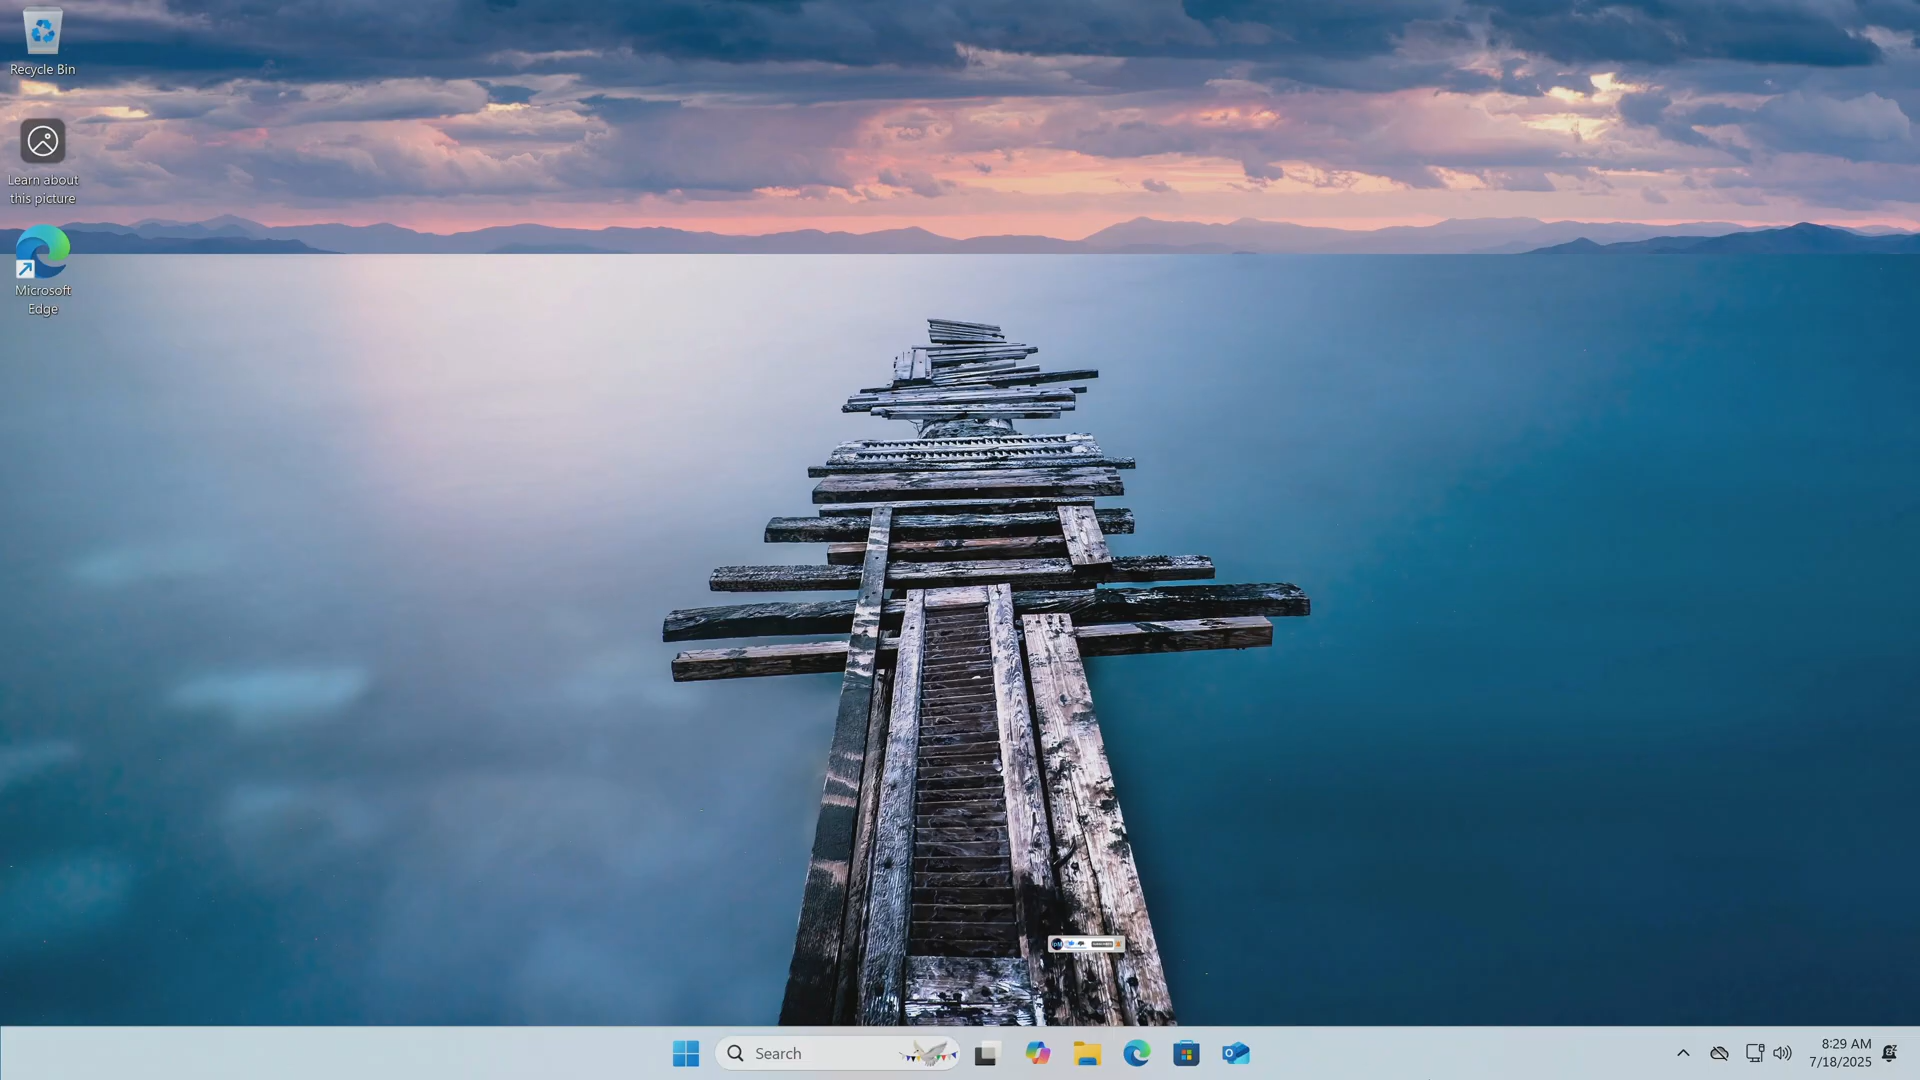 Recycle Bin
Learn about
this picture
Microsoft
Edge
Search
8:29 AM
7/18/2025